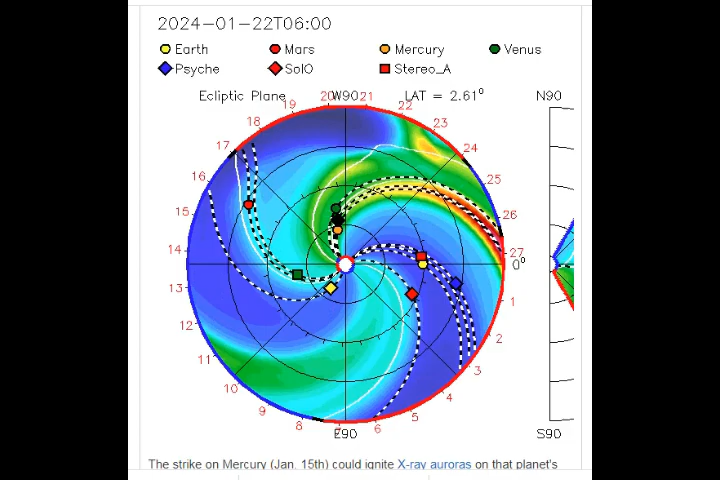 2024-01-22T06:00
Earth Mars Mercury Venus
Psyche SolO Stereo_A
Ecliptic Plane W90 LAT = 2.61° N90
19 20 21 22
18 23
17 24
16 25
15 26
14 27
0°
13 1
12 2
11 3
10 4
9 5
8 6
E90 S90
The strike on Mercury (Jan. 15th) could ignite X-ray auroras on that planet's